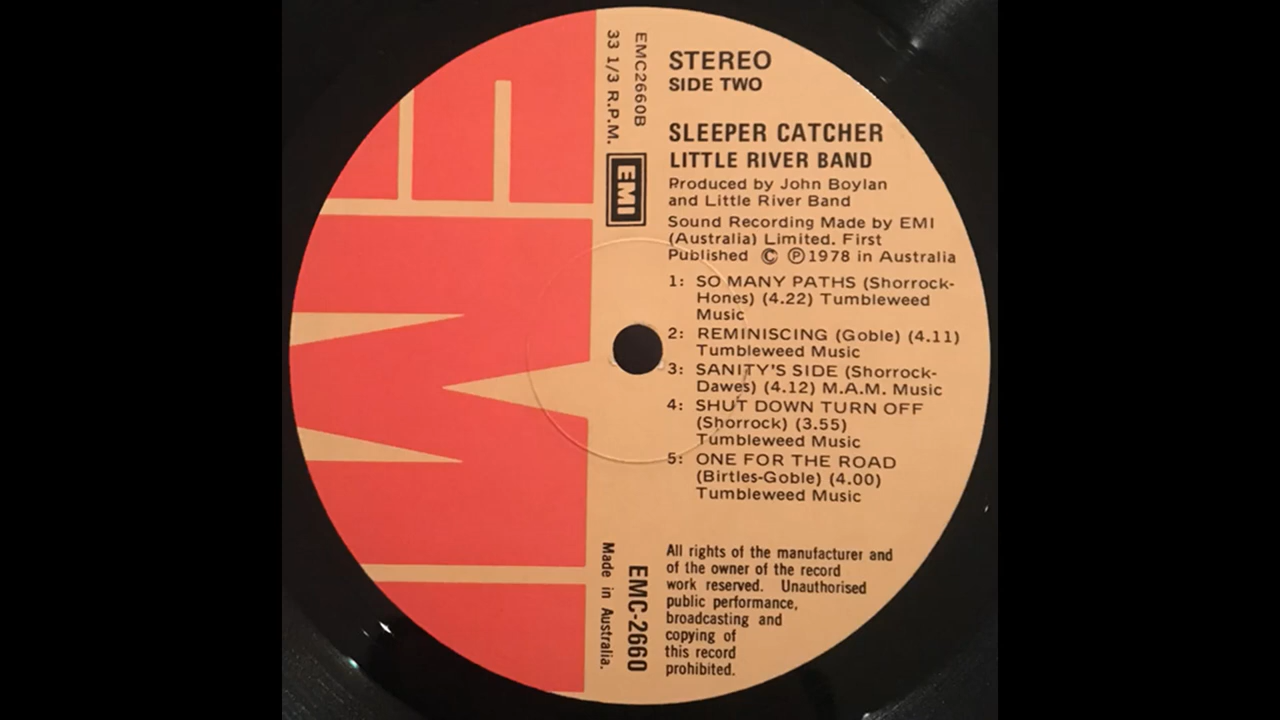 STEREO
SIDE TWO
SLEEPER CATCHER
LITTLE RIVER BAND
Produced by John Boylan
and Little River Band
Sound Recording Made by EMI
(Australia) Limited. First
Published © ℗1978 in Australia
1: SO MANY PATHS (Shorrock-
Hones) (4.22) Tumbleweed
Music
2: REMINISCING (Goble) (4.11)
Tumbleweed Music
3: SANITY'S SIDE (Shorrock-
Dawes) (4.12) M.A.M. Music
4: SHUT DOWN TURN OFF
(Shorrock) (3.55)
Tumbleweed Music
5: ONE FOR THE ROAD
(Birtles-Goble) (4.00)
Tumbleweed Music
All rights of the manufacturer and
of the owner of the record
work reserved. Unauthorised
public performance,
broadcasting and
copying of
this record
prohibited.
EMC2660B
33 1/3 R.P.M.
EMI
EMC-2660
Made in Australia.
EMI